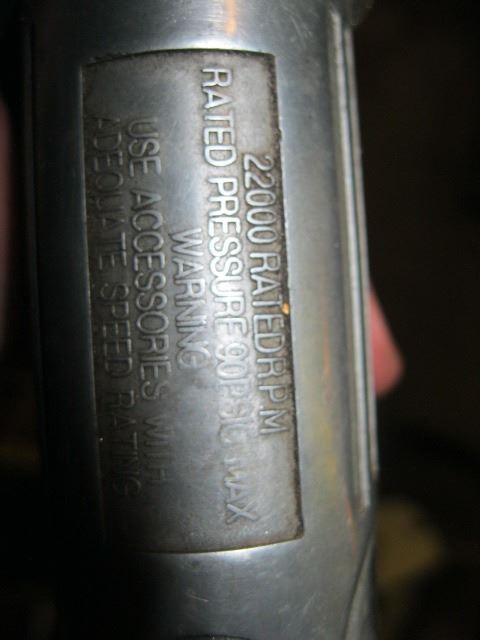 22000 RATED R.P.M
RATED PRESSURE 90PSIG MAX
WARNING
USE ACCESSORIES WITH
ADEQUATE SPEED RATING